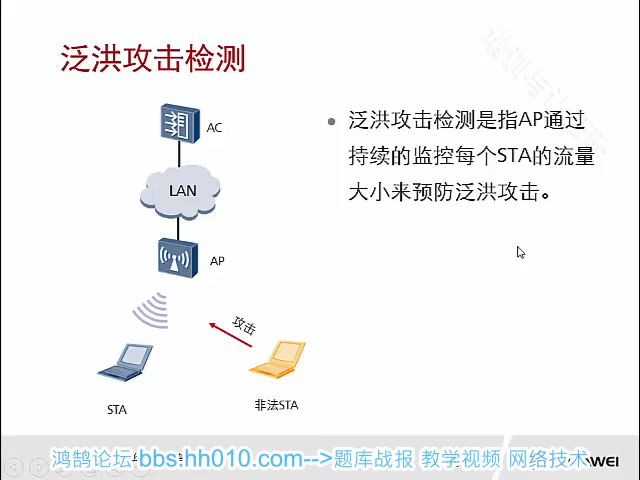 泛洪攻击检测
AC
LAN
AP
攻击
STA
非法STA
泛洪攻击检测是指AP通过
持续的监控每个STA的流量
大小来预防泛洪攻击。
鸿鹄论坛 bbshh010.com-->题库战报 教学视频 网络技术
WEI